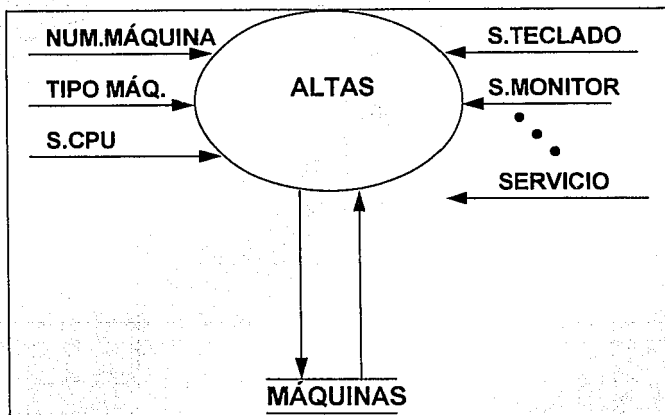 NUM.MÁQUINA
TIPO MÁQ.
S.CPU
ALTAS
S.TECLADO
S.MONITOR
SERVICIO
MÁQUINAS